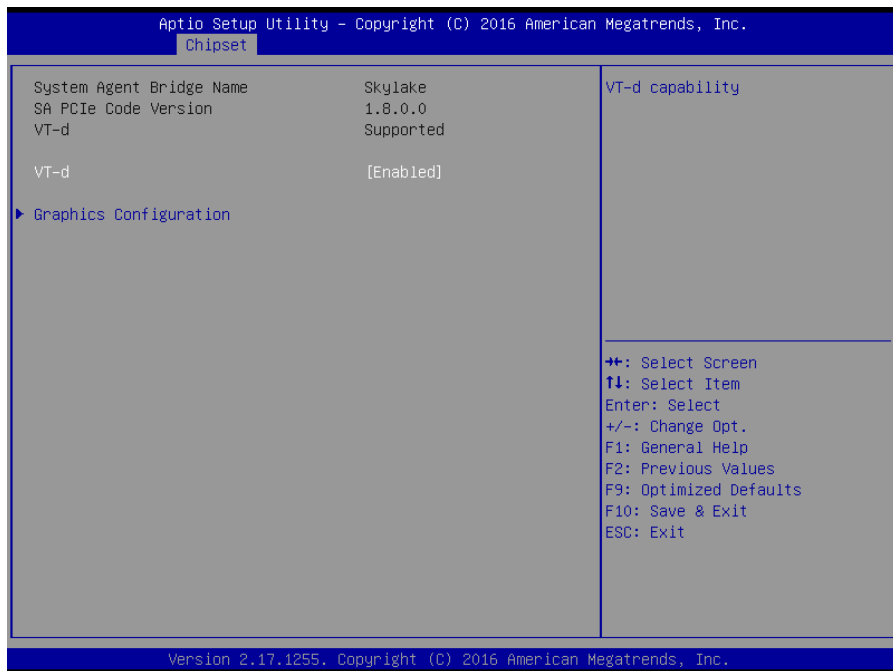 Aptio Setup Utility – Copyright (C) 2016 American Megatrends, Inc.
Chipset
System Agent Bridge Name Skylake
SA PCIe Code Version 1.8.0.0
VT-d Supported
VT-d [Enabled]
Graphics Configuration
VT-d capability
→←: Select Screen
↑↓: Select Item
Enter: Select
+/-: Change Opt.
F1: General Help
F2: Previous Values
F9: Optimized Defaults
F10: Save & Exit
ESC: Exit
Version 2.17.1255. Copyright (C) 2016 American Megatrends, Inc.